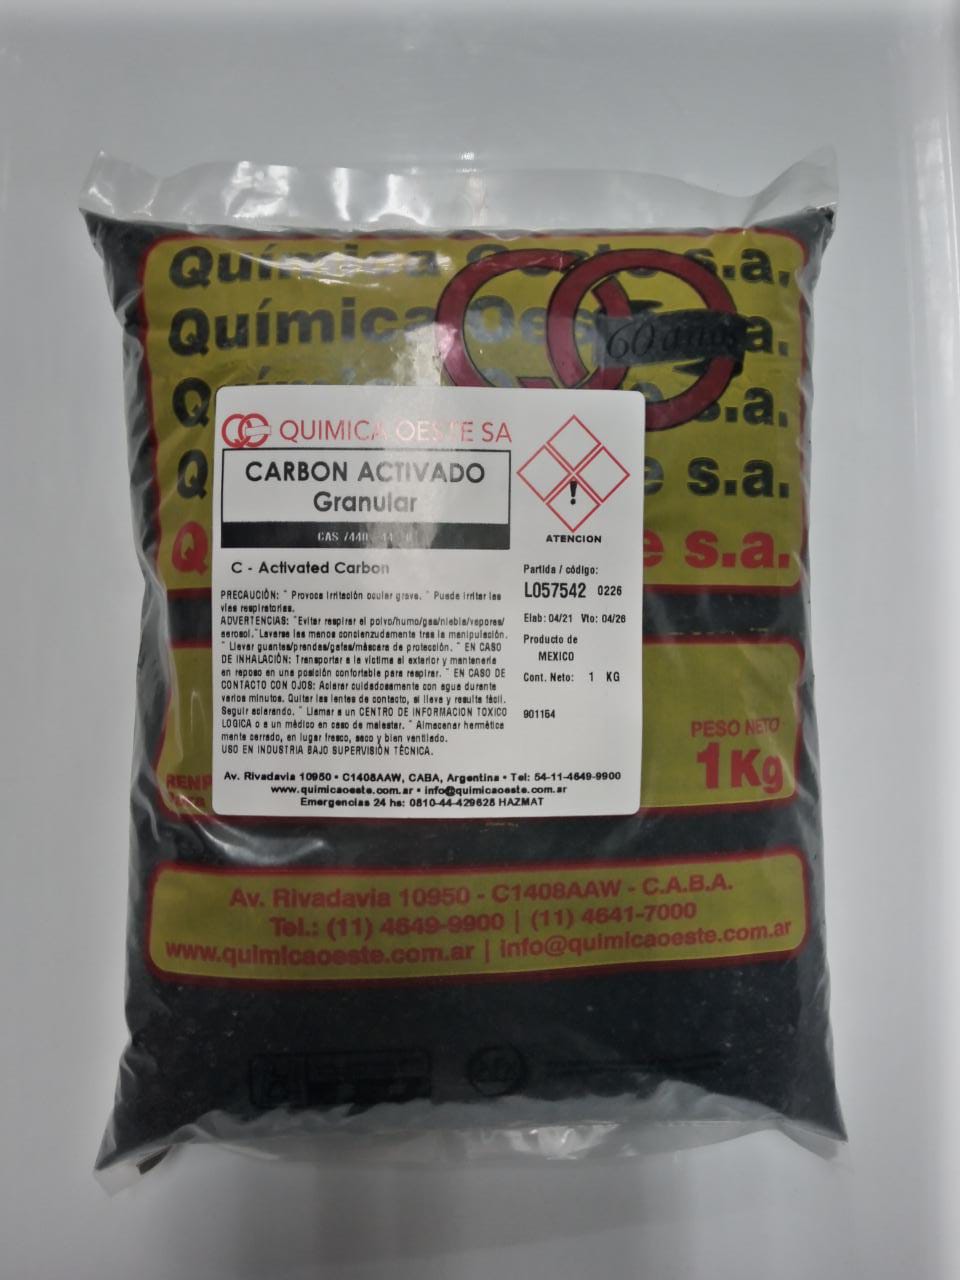 Química Oeste s.a.
Química Oeste s.a.
60 años
s.a.
e s.a.
e s.a.
QUIMICA OESTE SA
CARBON ACTIVADO
Granular
CAS 7440-44-0
C - Activated Carbon
PRECAUCIÓN: " Provoca irritación ocular grave. " Puede irritar las
vías respiratorias.
ADVERTENCIAS: "Evitar respirar el polvo/humo/gas/niebla/vapores/
aerosol."Lavarse las manos concienzudamente tras la manipulación.
" Llevar guantes/prendas/gafas/máscara de protección. " EN CASO
DE INHALACIÓN: Transportar a la víctima al exterior y mantenerla
en reposo en una posición confortable para respirar. " EN CASO DE
CONTACTO CON OJOS: Aclarar cuidadosamente con agua durante
varios minutos. Quitar las lentes de contacto, si lleva y resulta fácil.
Seguir aclarando. " Llamar a un CENTRO DE INFORMACION TOXICO
LOGICA o a un médico en caso de malestar. " Almacenar hermética
mente cerrado, en lugar fresco, seco y bien ventilado.
USO EN INDUSTRIA BAJO SUPERVISIÓN TÉCNICA.
ATENCION
Partida / código:
L057542 0226
Elab: 04/21 Vto: 04/26
Producto de
MEXICO
Cont. Neto: 1 KG
901154
Av. Rivadavia 10950 • C1408AAW, CABA, Argentina • Tel: 54-11-4649-9900
www.quimicaoeste.com.ar • info@quimicaoeste.com.ar
Emergencias 24 hs: 0810-44-429628 HAZMAT
PESO NETO
1Kg
RENP
Av. Rivadavia 10950 - C1408AAW - C.A.B.A.
Tel.: (11) 4649-9900 | (11) 4641-7000
www.quimicaoeste.com.ar | info@quimicaoeste.com.ar